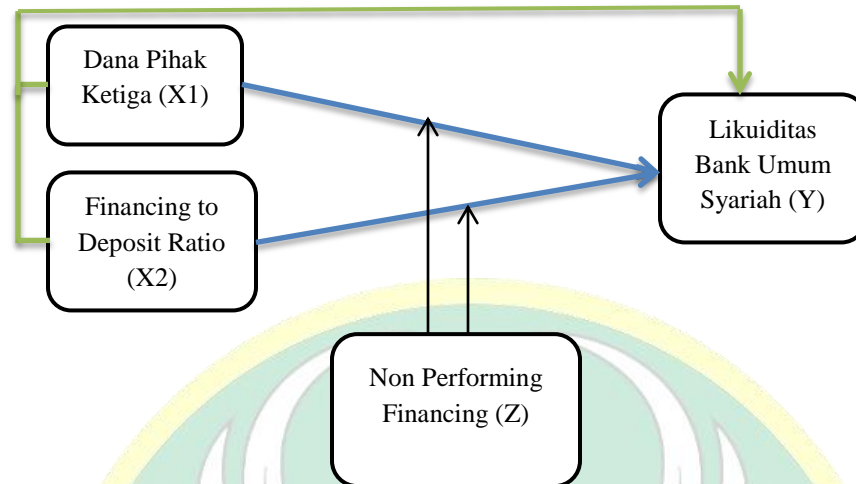 Dana Pihak
Ketiga (X1)
Likuiditas
Bank Umum
Syariah (Y)
Financing to
Deposit Ratio
(X2)
Non Performing
Financing (Z)